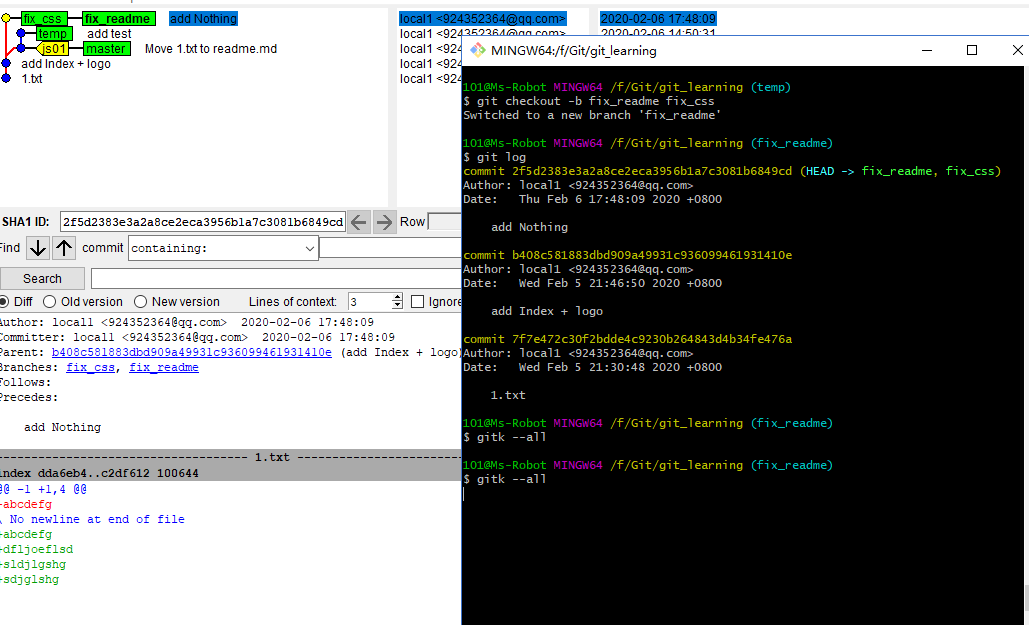 fix_css fix_readme add Nothing
temp add test
js01 master Move 1.txt to readme.md
add Index + logo
1.txt
local1 <924352364@qq.com> 2020-02-06 17:48:09
local1 <924352364@qq.com> 2020-02-06 14:50:31
local1 <924
local1 <924
local1 <924
SHA1 ID: 2f5d2383e3a2a8ce2eca3956b1a7c3081b6849cd Row
Find commit containing:
Search
Diff Old version New version Lines of context: 3 Ignore
Author: local1 <924352364@qq.com> 2020-02-06 17:48:09
Committer: local1 <924352364@qq.com> 2020-02-06 17:48:09
Parent: b408c581883dbd909a49931c936099461931410e (add Index + logo)
Branches: fix_css, fix_readme
Follows:
Precedes:
add Nothing
---------------------------------- 1.txt ----------------------------------
index dda6eb4..c2df612 100644
@@ -1 +1,4 @@
-abcdefg
\ No newline at end of file
+abcdefg
+dfljoeflsd
+sldjlgshg
+sdjglshg
MINGW64:/f/Git/git_learning
101@Ms-Robot MINGW64 /f/Git/git_learning (temp)
$ git checkout -b fix_readme fix_css
Switched to a new branch 'fix_readme'
101@Ms-Robot MINGW64 /f/Git/git_learning (fix_readme)
$ git log
commit 2f5d2383e3a2a8ce2eca3956b1a7c3081b6849cd (HEAD -> fix_readme, fix_css)
Author: local1 <924352364@qq.com>
Date:   Thu Feb 6 17:48:09 2020 +0800
add Nothing
commit b408c581883dbd909a49931c936099461931410e
Author: local1 <924352364@qq.com>
Date:   Wed Feb 5 21:46:50 2020 +0800
add Index + logo
commit 7f7e472c30f2bdde4c9230b264843d4b34fe476a
Author: local1 <924352364@qq.com>
Date:   Wed Feb 5 21:30:48 2020 +0800
1.txt
101@Ms-Robot MINGW64 /f/Git/git_learning (fix_readme)
$ gitk --all
101@Ms-Robot MINGW64 /f/Git/git_learning (fix_readme)
$ gitk --all